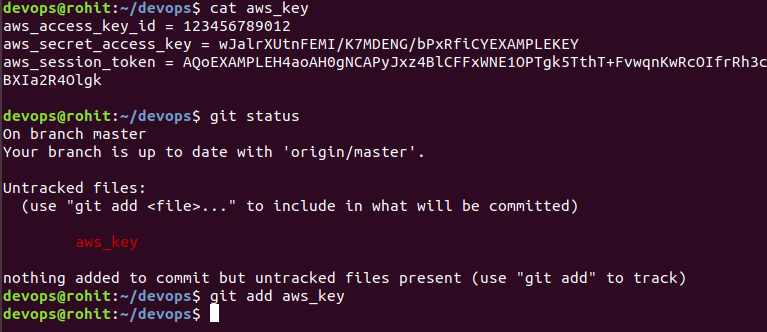 devops@rohit:~/devops$ cat aws_key
aws_access_key_id = 123456789012
aws_secret_access_key = wJalrXUtnFEMI/K7MDENG/bPxRfiCYEXAMPLEKEY
aws_session_token = AQoEXAMPLEH4aoAH0gNCAPyJxz4BlCFFxWNE1OPTgk5TthT+FvwqnKwRcOIfrRh3c
BXIa2R4Olgk
devops@rohit:~/devops$ git status
On branch master
Your branch is up to date with 'origin/master'.
Untracked files:
(use "git add <file>..." to include in what will be committed)
aws_key
nothing added to commit but untracked files present (use "git add" to track)
devops@rohit:~/devops$ git add aws_key
devops@rohit:~/devops$